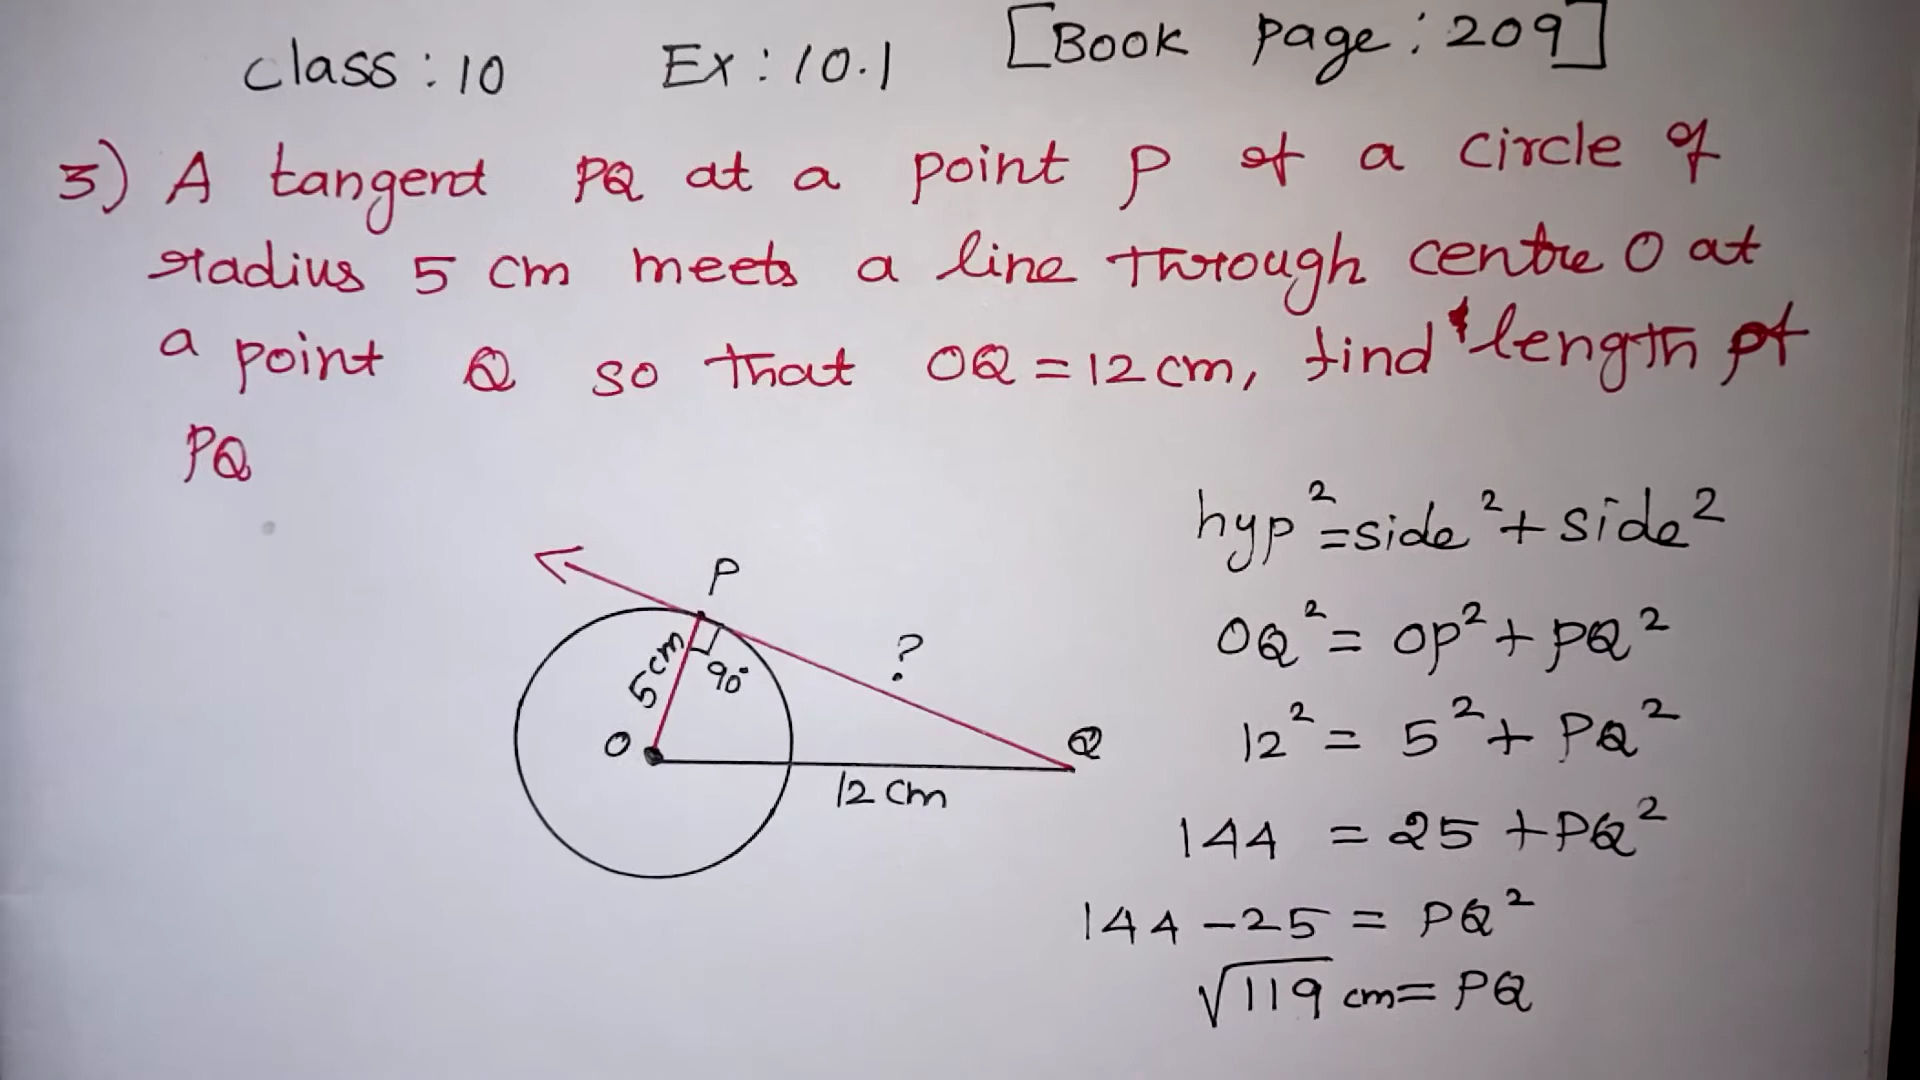 class : 10 Ex : 10.1 [Book page : 209]
3) A tangent PQ at a point P of a circle of
radius 5 cm meets a line through centre O at
a point Q so that OQ = 12 cm, find length of
PQ
hyp² = side² + side²
P
?
5 cm
90°
OQ² = OP² + PQ²
O
Q
12 cm
12² = 5² + PQ²
144 = 25 + PQ²
144 - 25 = PQ²
√119 cm = PQ